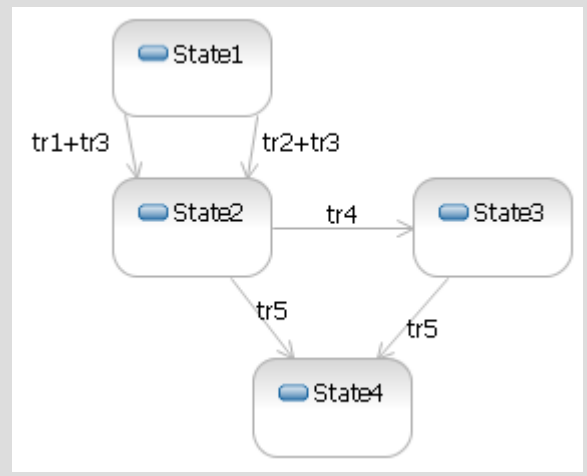 State1
tr1+tr3
tr2+tr3
State2
tr4
State3
tr5
tr5
State4